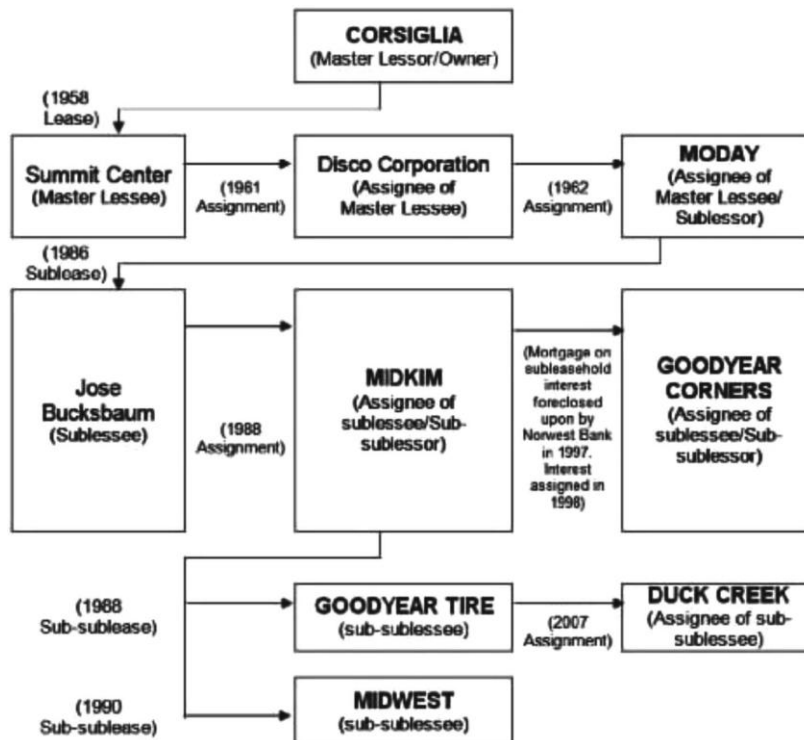 CORSIGLIA
(Master Lessor/Owner)
(1958
Lease)
Summit Center
(Master Lessee)
(1961
Assignment)
Disco Corporation
(Assignee of
Master Lessee)
(1962
Assignment)
MODAY
(Assignee of
Master Lessee/
Sublessor)
(1986
Sublease)
Jose
Bucksbaum
(Sublessee)
(1988
Assignment)
MIDKIM
(Assignee of
sublessee/Sub-
sublessor)
(Mortgage on
subleasehold
interest
foreclosed
upon by
Norwest Bank
in 1997.
Interest
assigned in
1998)
GOODYEAR
CORNERS
(Assignee of
sublessee/Sub-
sublessor)
(1988
Sub-sublease)
GOODYEAR TIRE
(sub-sublessee)
(2007
Assignment)
DUCK CREEK
(Assignee of sub-
sublessee)
(1990
Sub-sublease)
MIDWEST
(sub-sublessee)